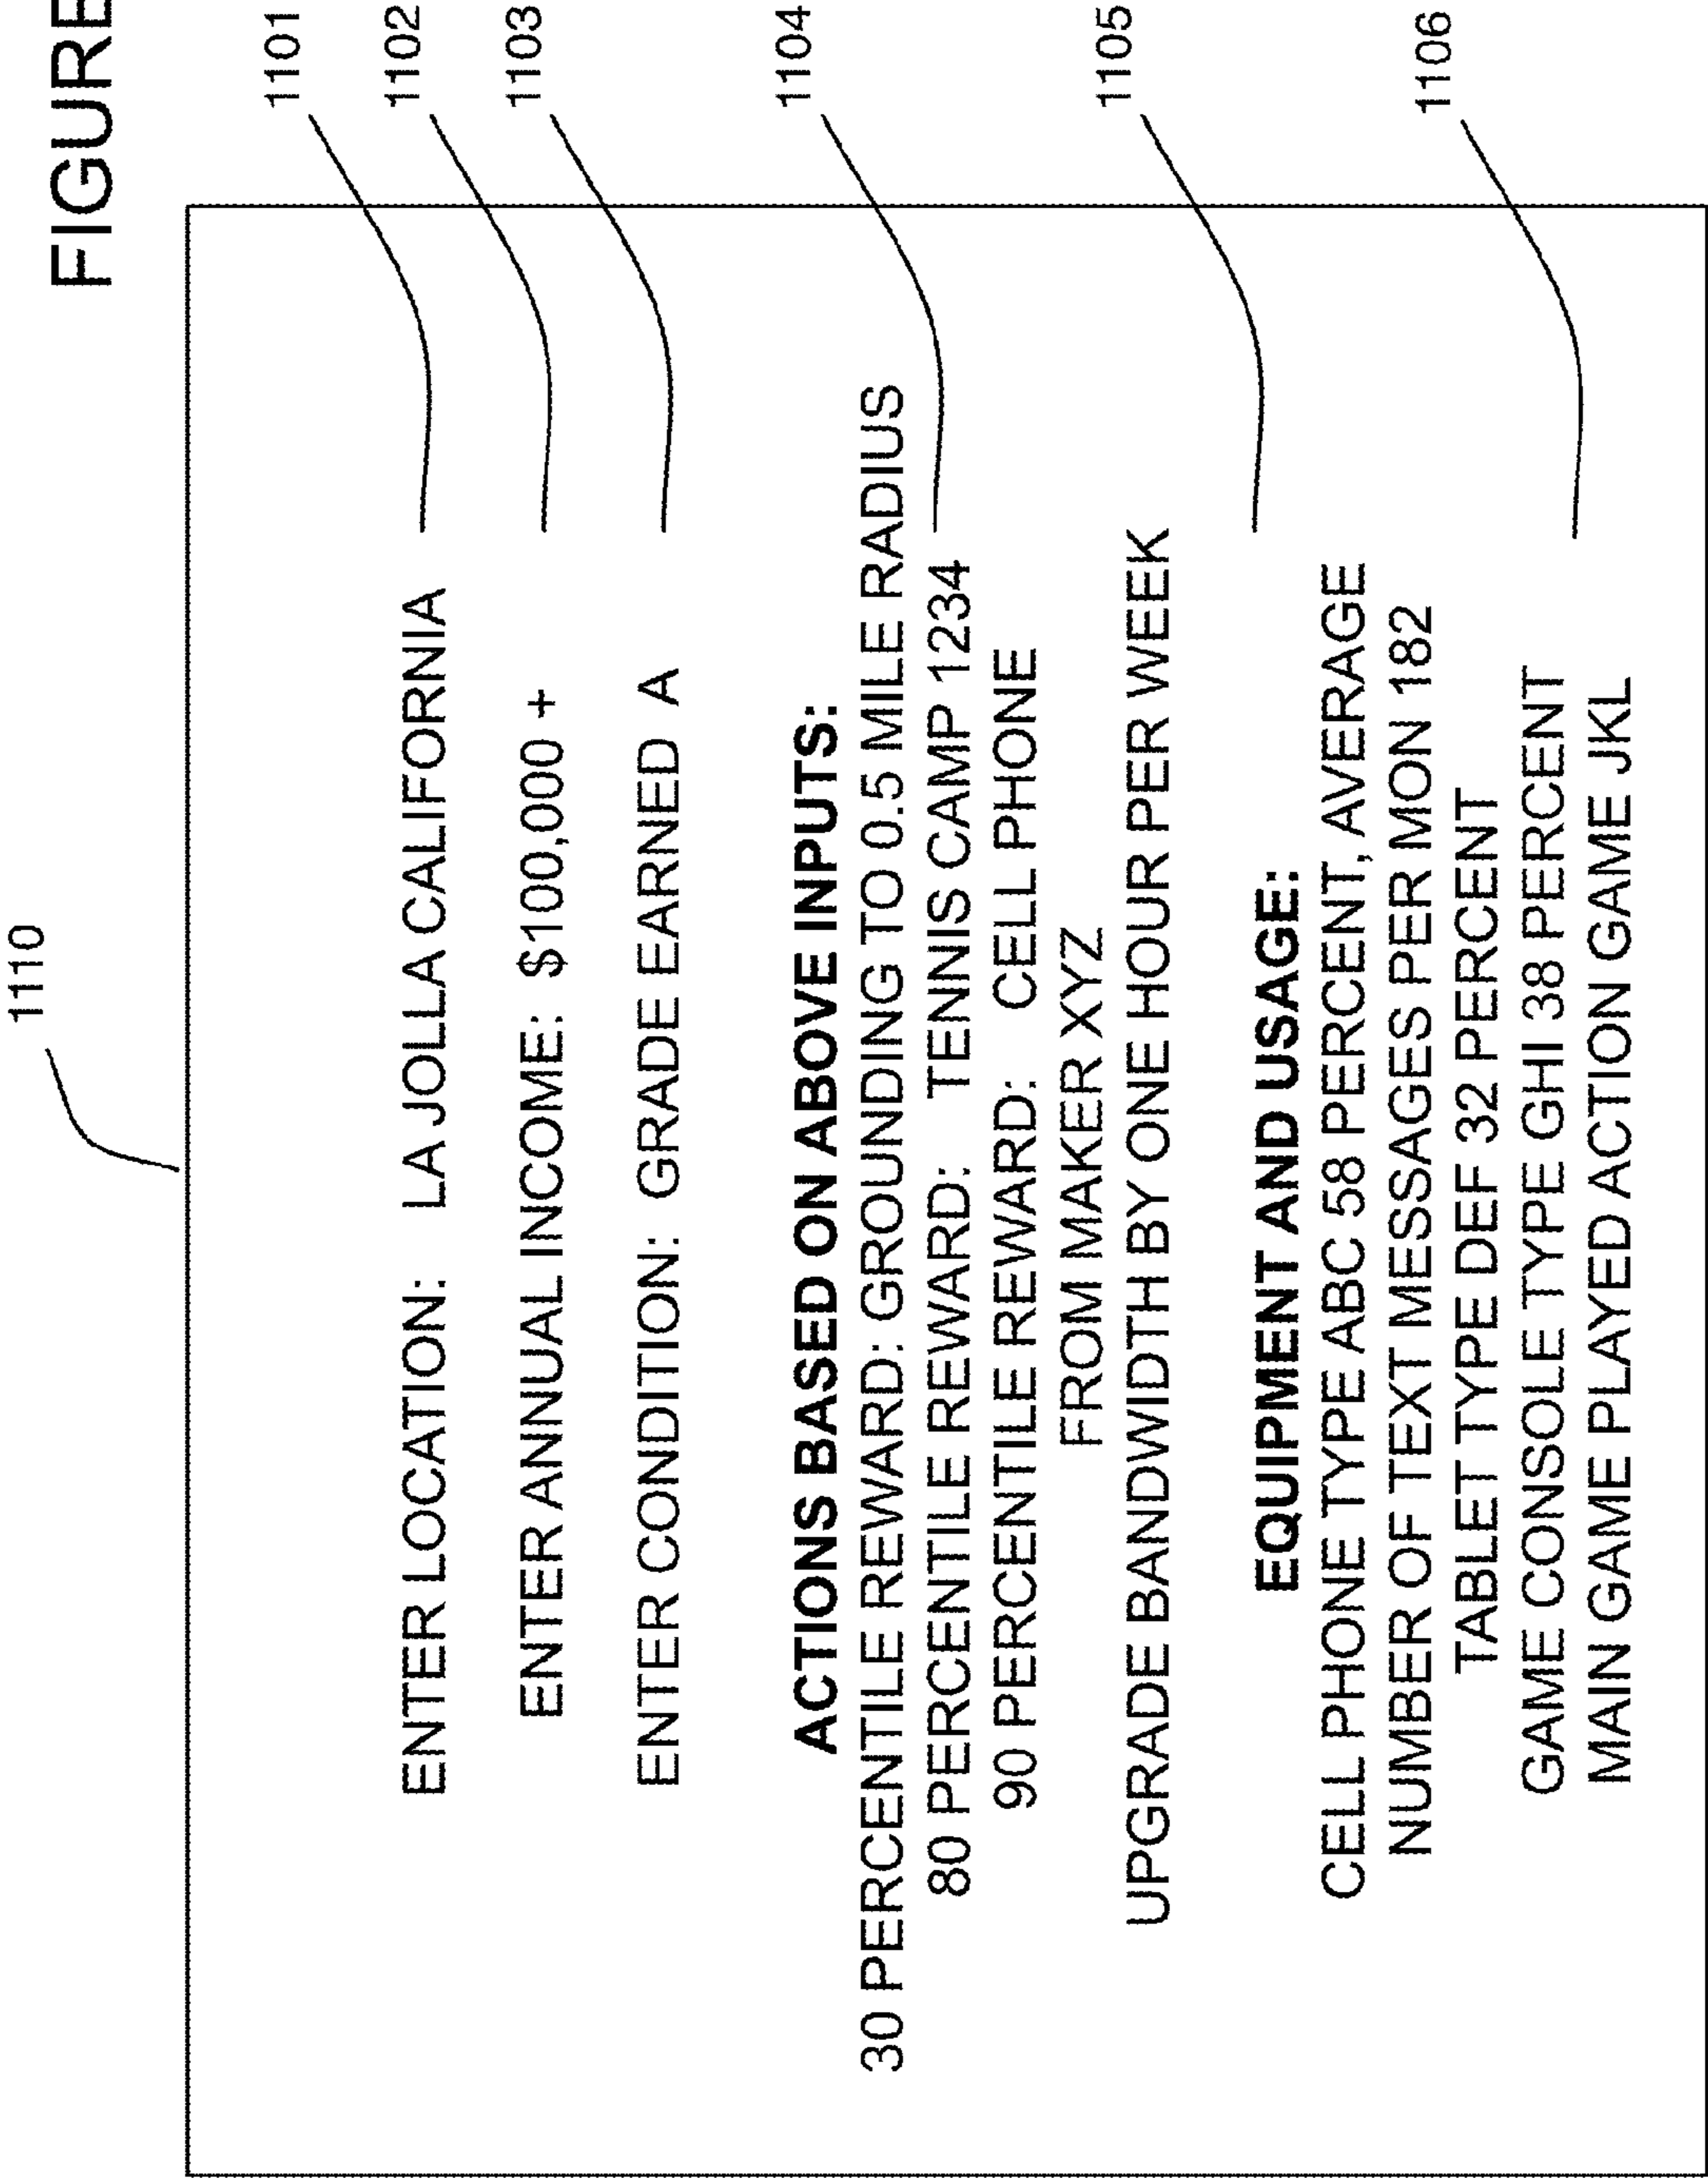 FIGURE
1110
ENTER LOCATION: LA JOLLA CALIFORNIA
1101
ENTER ANNUAL INCOME: $100,000 +
1102
ENTER CONDITION: GRADE EARNED A
1103
ACTIONS BASED ON ABOVE INPUTS:
30 PERCENTILE REWARD: GROUNDING TO 0.5 MILE RADIUS
80 PERCENTILE REWARD: TENNIS CAMP 1234
1104
90 PERCENTILE REWARD: CELL PHONE
FROM MAKER XYZ
UPGRADE BANDWIDTH BY ONE HOUR PER WEEK
1105
EQUIPMENT AND USAGE:
CELL PHONE TYPE ABC 58 PERCENT, AVERAGE
NUMBER OF TEXT MESSAGES PER MON 182
TABLET TYPE DEF 32 PERCENT
GAME CONSOLE TYPE GHI 38 PERCENT
MAIN GAME PLAYED ACTION GAME JKL
1106